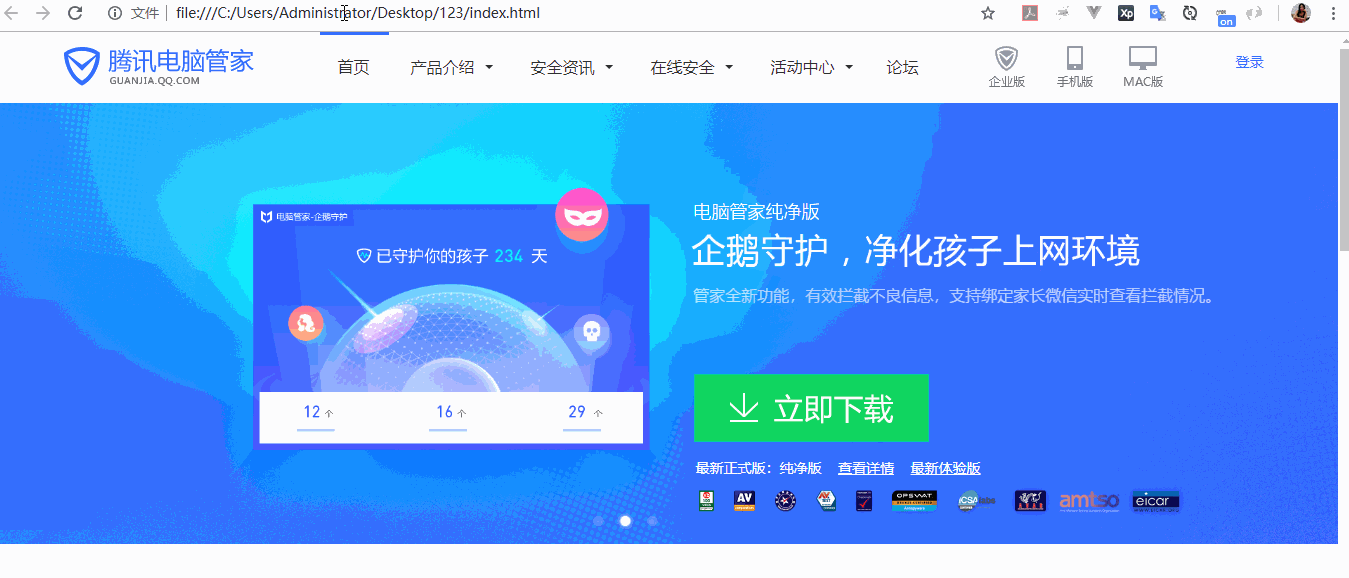 文件 file:///C:/Users/Administrator/Desktop/123/index.html
Xp
on
腾讯电脑管家
GUANJIA.QQ.COM
首页 产品介绍 安全资讯 在线安全 活动中心 论坛
企业版 手机版 MAC版
登录
电脑管家-企鹅守护
已守护你的孩子 234 天
12 个 16 个 29 个
电脑管家纯净版
企鹅守护，净化孩子上网环境
管家全新功能，有效拦截不良信息，支持绑定家长微信实时查看拦截情况。
立即下载
最新正式版：纯净版 查看详情 最新体验版
AV OPSWAT ICSA labs amtso eicar